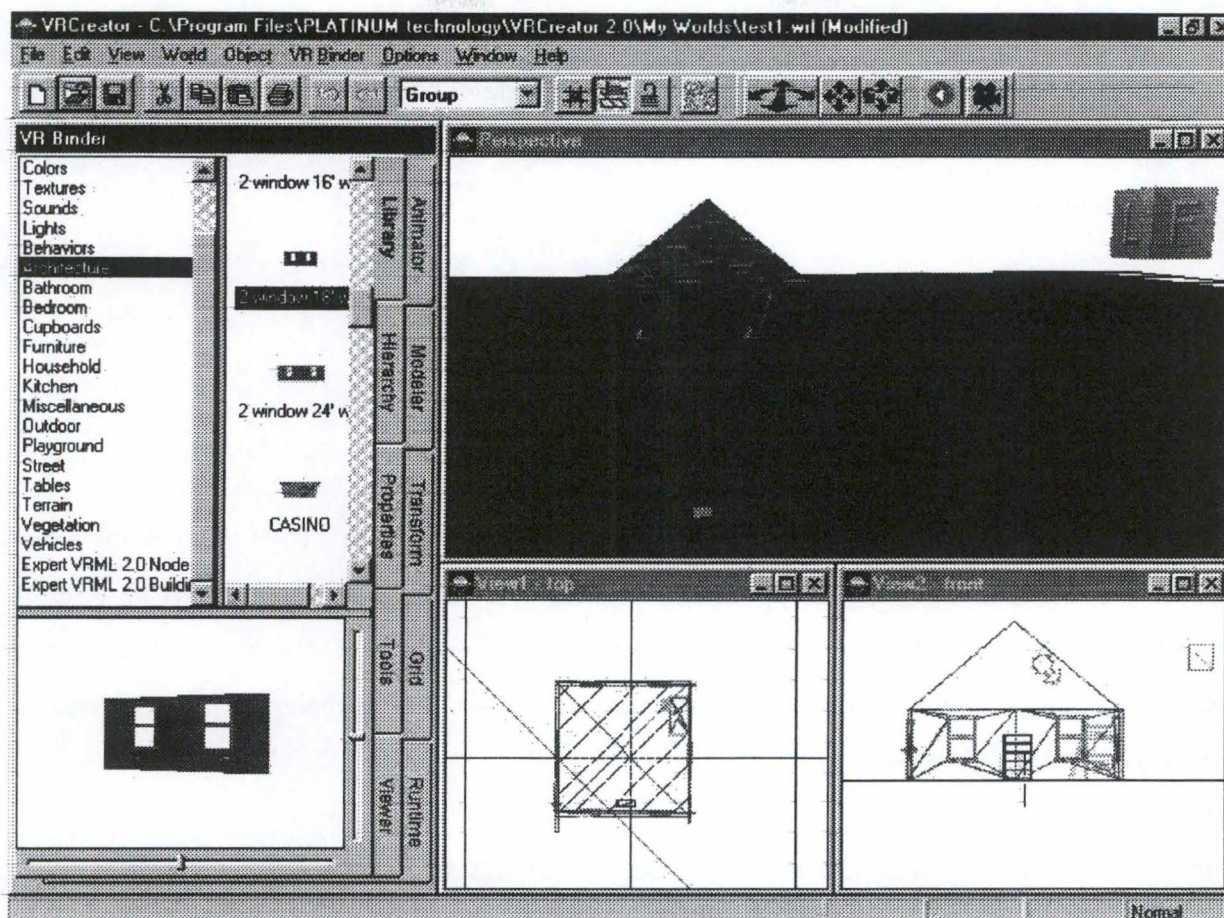 VRCreator - C:\Program Files\PLATINUM technology\VRCreator 2.0\My Worlds\test1.wrl (Modified)
File Edit View World Object VR Binder Options Window Help
Group
VR Binder
Colors
Textures
Sounds
Lights
Behaviors
Architecture
Bathroom
Bedroom
Cupboards
Furniture
Household
Kitchen
Miscellaneous
Outdoor
Playground
Street
Tables
Terrain
Vegetation
Vehicles
Expert VRML 2.0 Node
Expert VRML 2.0 Buildi
2 window 16' w
2 window 18' w
2 window 24' w
CASINO
Library
Animator
Hierarchy
Modeler
Properties
Transform
Tools
Grid
Viewer
Runtime
Perspective
View1 - top
View2 - front
Normal